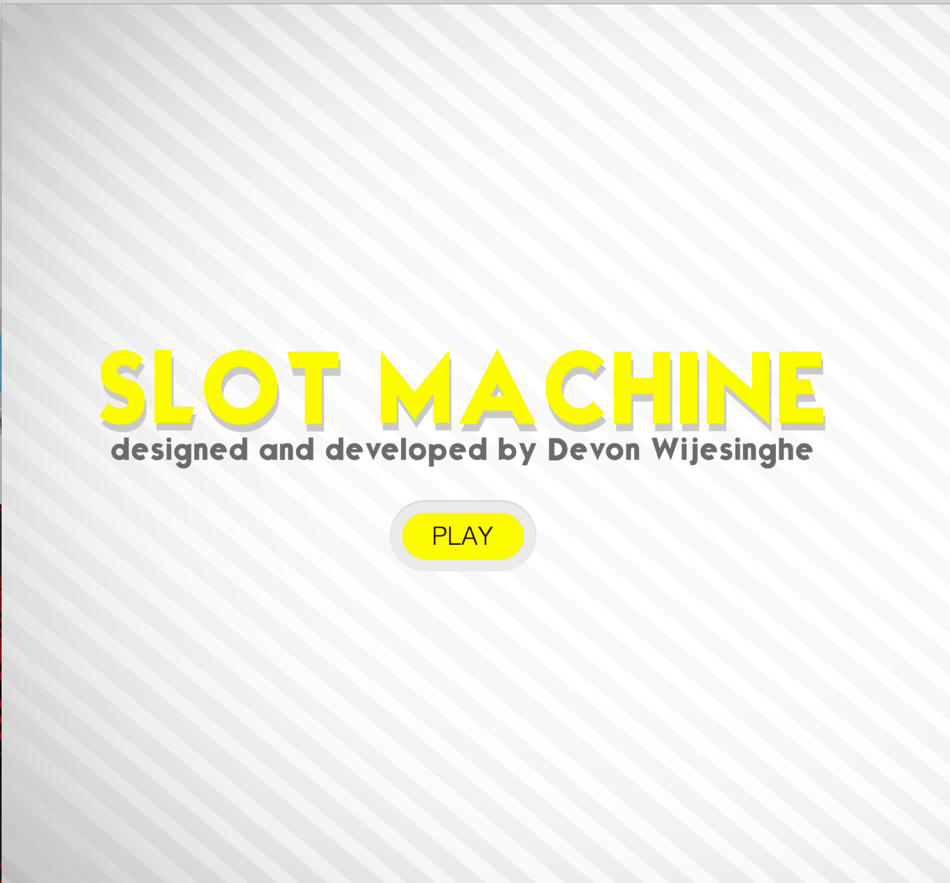 SLOT MACHINE
designed and developed by Devon Wijesinghe
PLAY